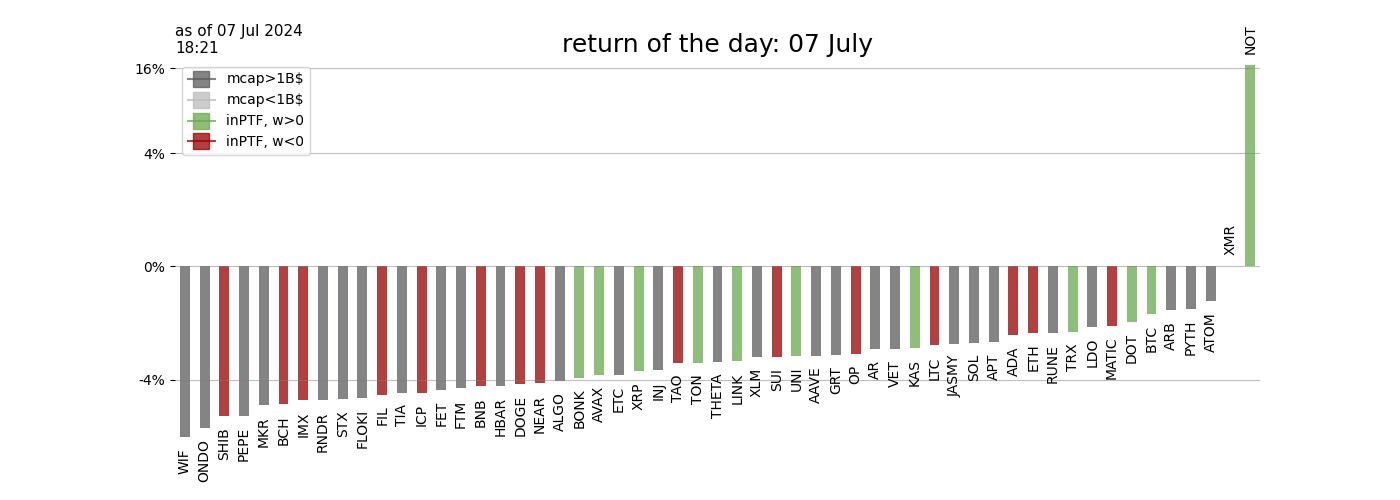 as of 07 Jul 2024
18:21
return of the day: 07 July
NOT
16%
mcap>1B$
mcap<1B$
inPTF, w>0
inPTF, w<0
4%
0%
-4%
WIF
ONDO
SHIB
PEPE
MKR
BCH
IMX
RNDR
STX
FLOKI
FIL
TIA
ICP
FET
FTM
BNB
HBAR
DOGE
NEAR
ALGO
BONK
AVAX
ETC
XRP
INJ
TAO
TON
THETA
LINK
XLM
SUI
UNI
AAVE
GRT
OP
AR
VET
KAS
LTC
JASMY
SOL
APT
ADA
ETH
RUNE
TRX
LDO
MATIC
DOT
BTC
ARB
PYTH
ATOM
XMR